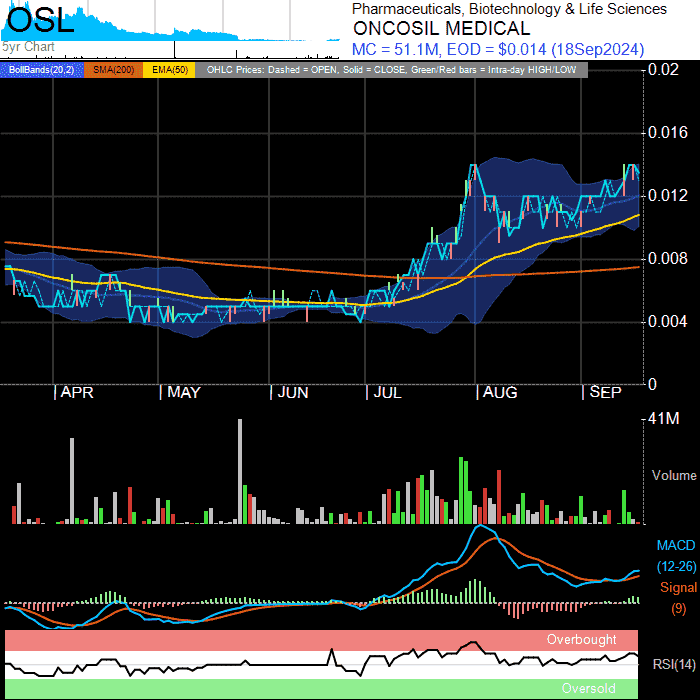 OSL
5yr Chart
Pharmaceuticals, Biotechnology & Life Sciences
ONCOSIL MEDICAL
MC = 51.1M, EOD = $0.014 (18Sep2024)
BollBands(20,2) SMA(200) EMA(50) OHLC Prices: Dashed = OPEN, Solid = CLOSE, Green/Red bars = Intra-day HIGH/LOW
0.02
0.016
0.012
0.008
0.004
0
APR MAY JUN JUL AUG SEP
41M
Volume
MACD
(12-26)
Signal
(9)
Overbought
RSI(14)
Oversold